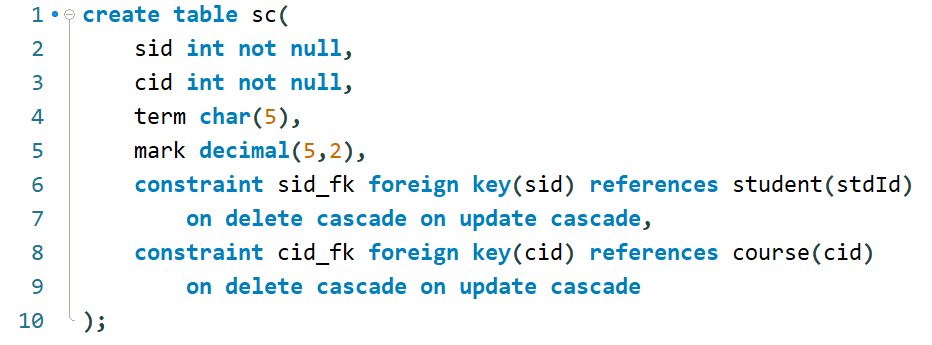 1 create table sc(
2 sid int not null,
3 cid int not null,
4 term char(5),
5 mark decimal(5,2),
6 constraint sid_fk foreign key(sid) references student(stdId)
7 on delete cascade on update cascade,
8 constraint cid_fk foreign key(cid) references course(cid)
9 on delete cascade on update cascade
10 );